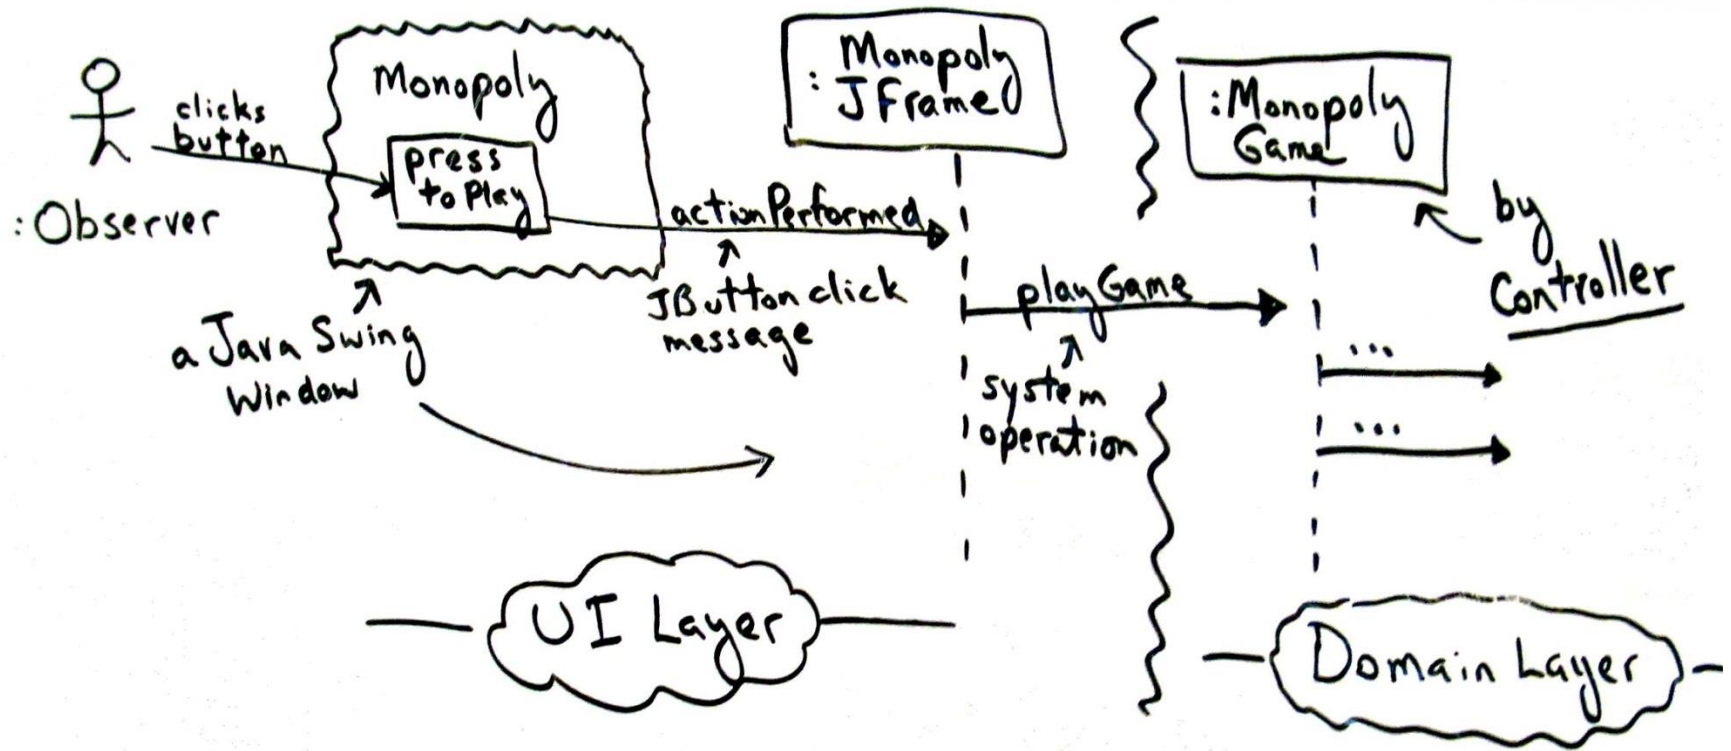 clicks
button
:Observer
Monopoly
press
to Play
a Java Swing
Window
actionPerformed
JButton click
message
Monopoly
: JFrame
playGame
system
operation
:Monopoly
Game
by
Controller
...
...
UI Layer
Domain Layer